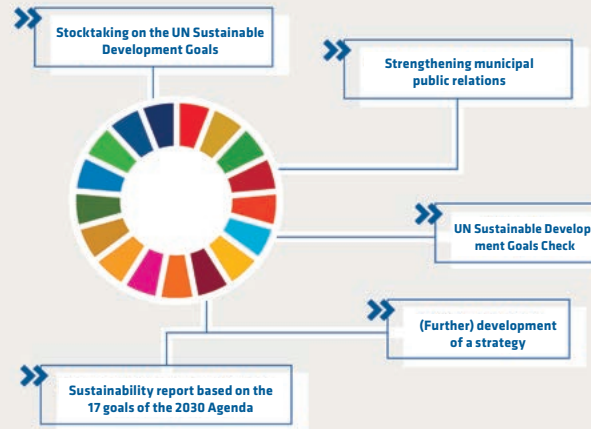 Stocktaking on the UN Sustainable
Development Goals
Strengthening municipal
public relations
UN Sustainable Develop-
ment Goals Check
(Further) development
of a strategy
Sustainability report based on the
17 goals of the 2030 Agenda